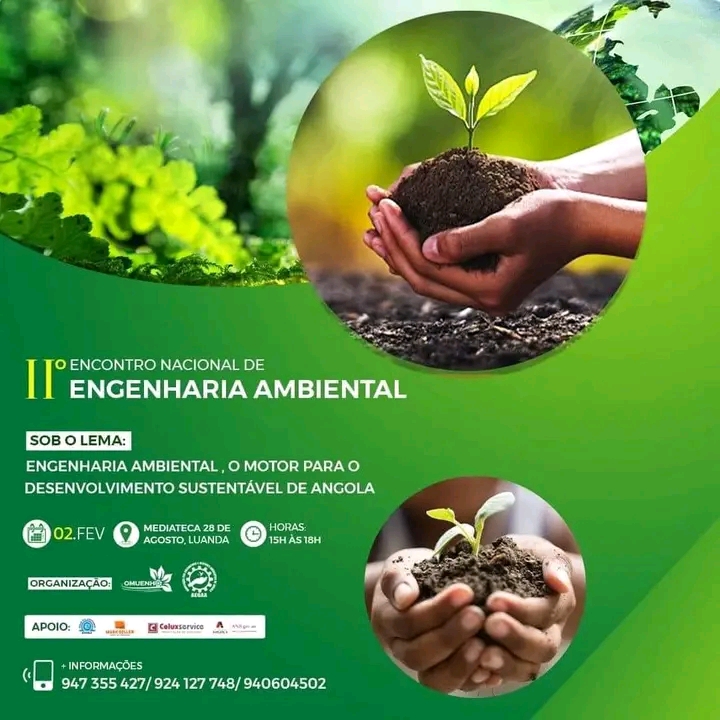 IIº ENCONTRO NACIONAL DE
ENGENHARIA AMBIENTAL
SOB O LEMA:
ENGENHARIA AMBIENTAL , O MOTOR PARA O
DESENVOLVIMENTO SUSTENTÁVEL DE ANGOLA
02.FEV
MEDIATECA 28 DE
AGOSTO, LUANDA
HORAS:
15H ÀS 18H
ORGANIZAÇÃO:
OMUENHO
APOIO:
Coluxservice
+ INFORMAÇÕES
947 355 427/ 924 127 748/ 940604502